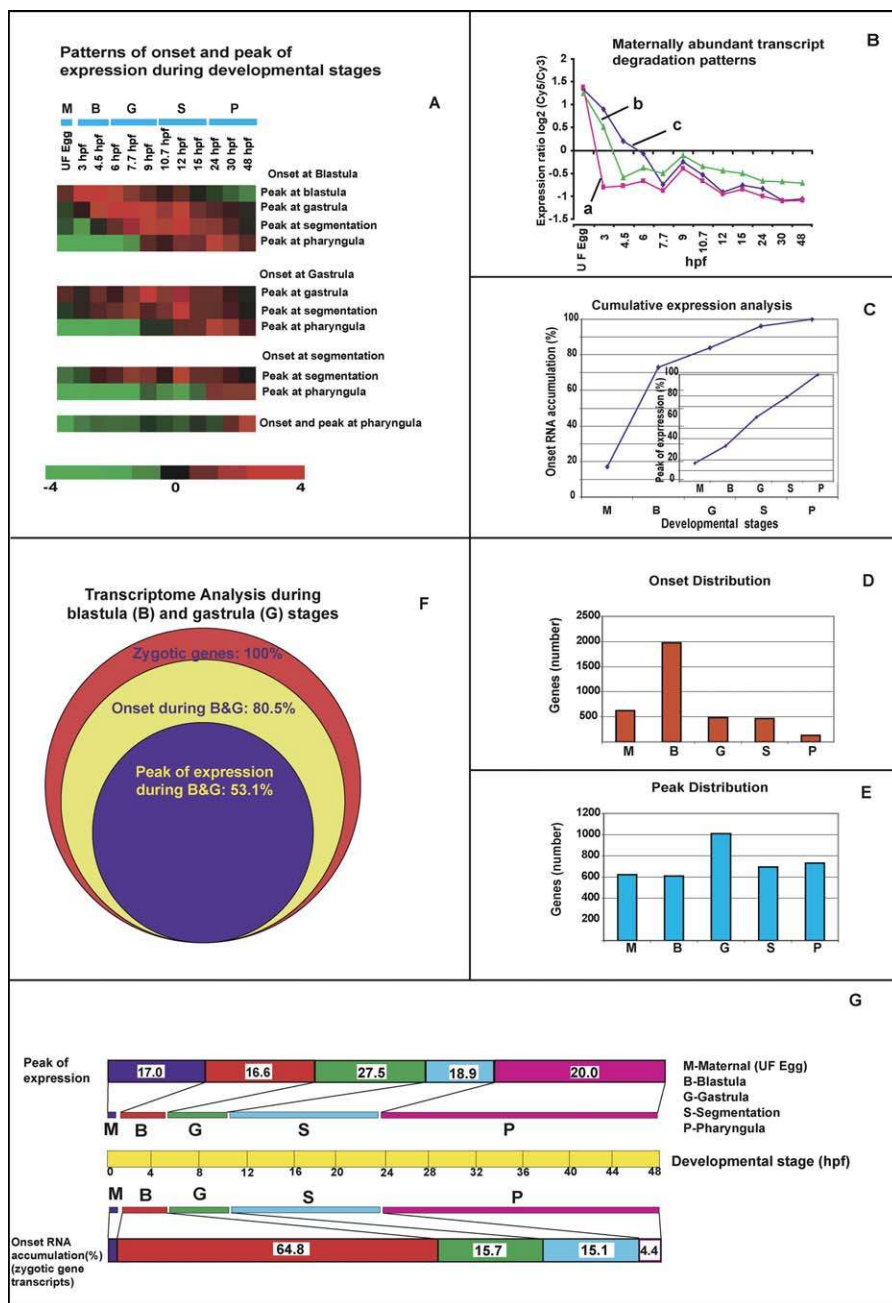 Patterns of onset and peak of
expression during developmental stages
A
M B G S P
UF Egg
3 hpf
4.5 hpf
6 hpf
7.7 hpf
9 hpf
10.7 hpf
12 hpf
15 hpf
24 hpf
30 hpf
48 hpf
Onset at Blastula
Peak at blastula
Peak at gastrula
Peak at segmentation
Peak at pharyngula
Onset at Gastrula
Peak at gastrula
Peak at segmentation
Peak at pharyngula
Onset at segmentation
Peak at segmentation
Peak at pharyngula
Onset and peak at pharyngula
-4 0 4
B
Maternally abundant transcript
degradation patterns
Expression ratio log2 (Cy5/Cy3)
2
1.5
1
0.5
0
-0.5
-1
-1.5
b
c
a
U F Egg
3
4.5
6
7.7
9
10.7
12
15
24
30
48
hpf
C
Cumulative expression analysis
Onset RNA accumulation (%)
100
80
60
40
20
0
M B G S P
Developmental stages
Peak of exprression (%)
100
80
60
40
20
0
M B G S P
F
Transcriptome Analysis during
blastula (B) and gastrula (G) stages
Zygotic genes: 100%
Onset during B&G: 80.5%
Peak of expression
during B&G: 53.1%
D
Onset Distribution
Genes (number)
2500
2000
1500
1000
500
M B G S P
E
Peak Distribution
Genes (number)
1200
1000
800
600
400
200
M B G S P
G
Peak of
expression
17.0 16.6 27.5 18.9 20.0
M B G S P
M-Maternal (UF Egg)
B-Blastula
G-Gastrula
S-Segmentation
P-Pharyngula
0 4 8 12 16 20 24 28 32 36 40 44 48
Developmental stage (hpf)
M B G S P
Onset RNA
accumulation(%)
(zygotic gene
transcripts)
64.8 15.7 15.1 4.4